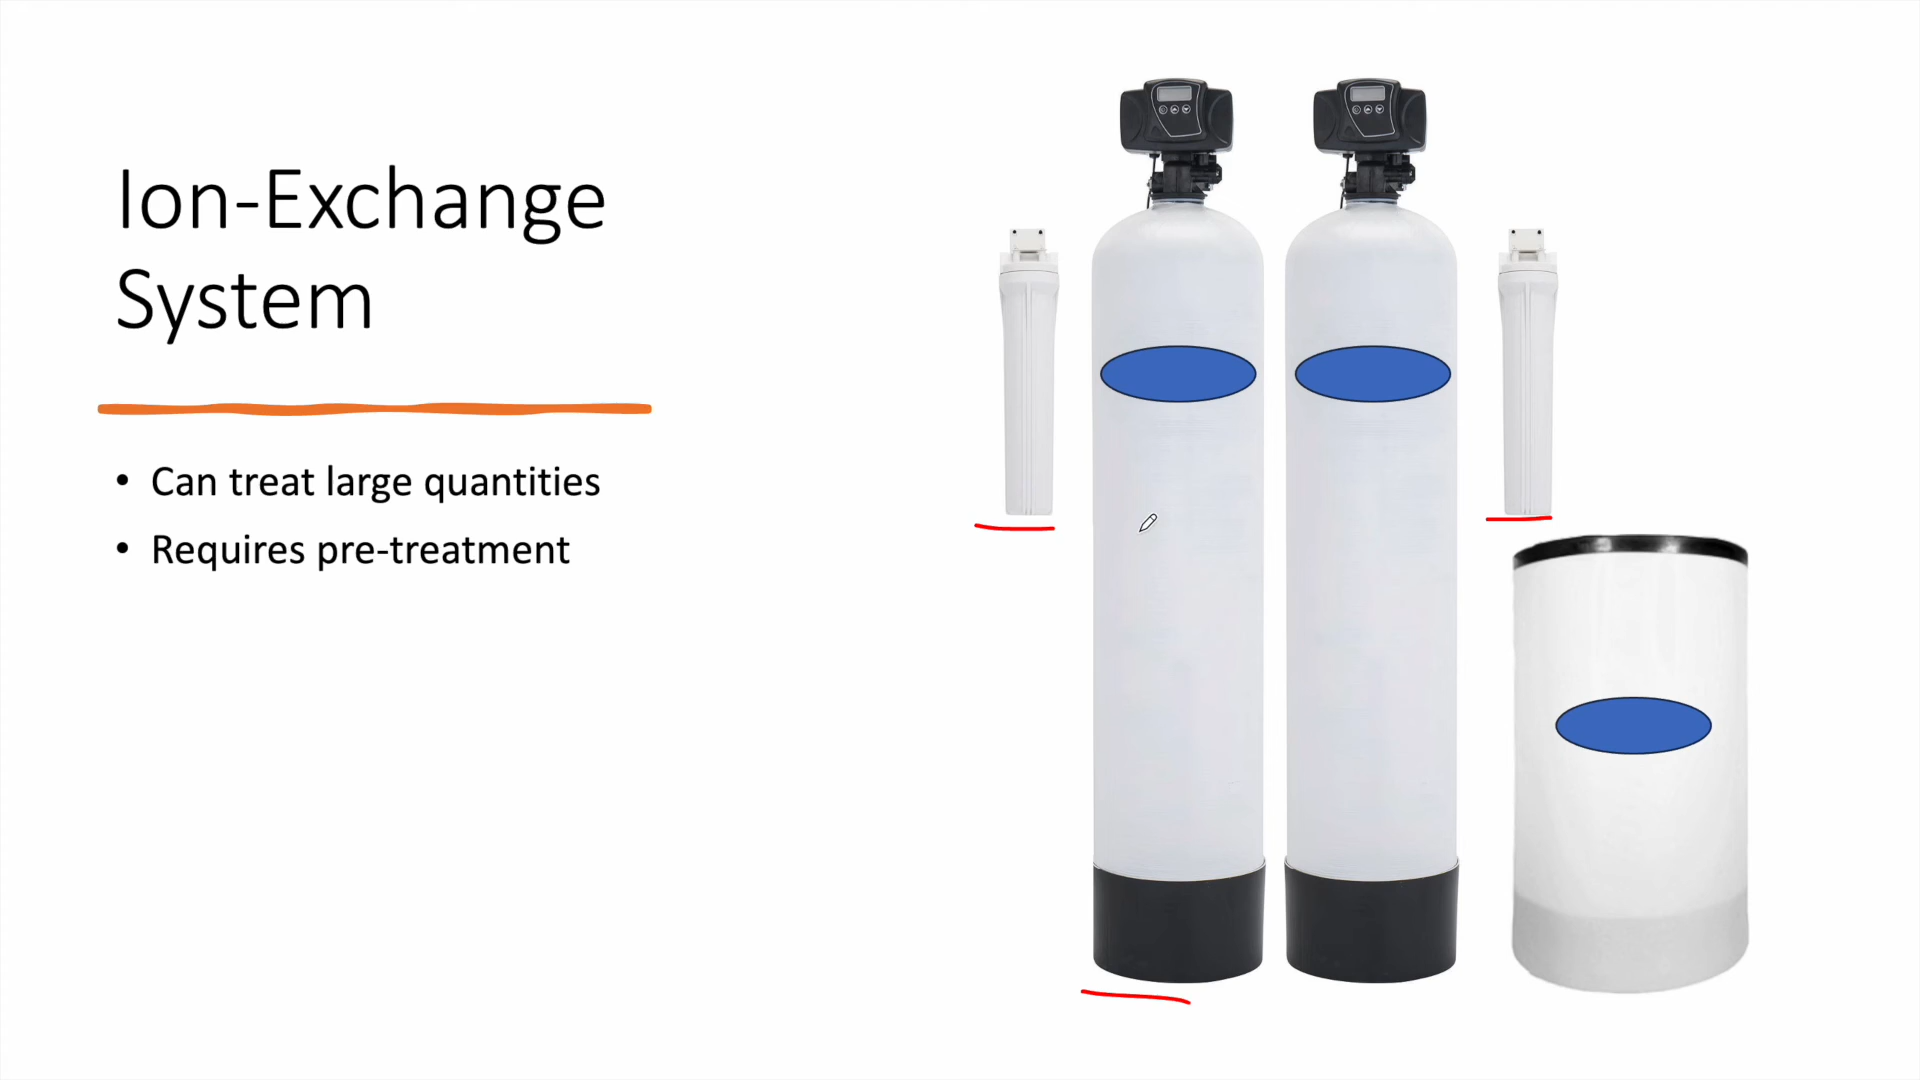 Ion-Exchange
System
• Can treat large quantities
• Requires pre-treatment